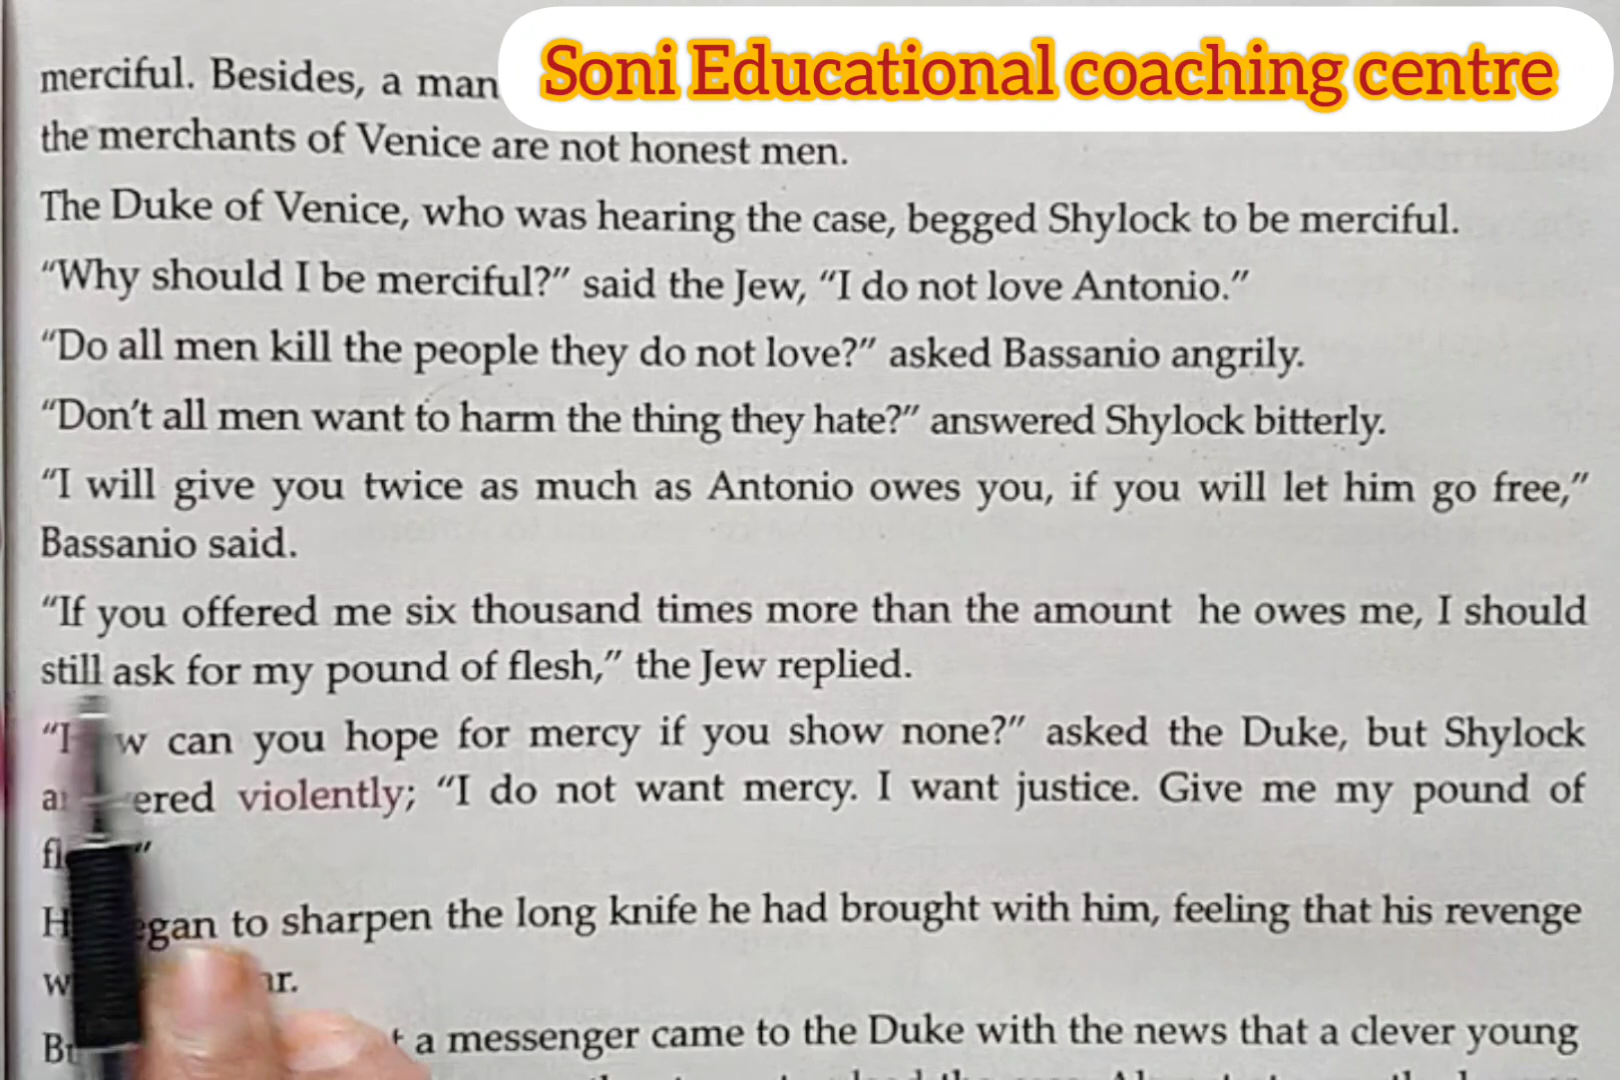 Soni Educational coaching centre
merciful. Besides, a man
the merchants of Venice are not honest men.
The Duke of Venice, who was hearing the case, begged Shylock to be merciful.
“Why should I be merciful?” said the Jew, “I do not love Antonio.”
“Do all men kill the people they do not love?” asked Bassanio angrily.
“Don’t all men want to harm the thing they hate?” answered Shylock bitterly.
“I will give you twice as much as Antonio owes you, if you will let him go free,”
Bassanio said.
“If you offered me six thousand times more than the amount he owes me, I should
still ask for my pound of flesh,” the Jew replied.
can you hope for mercy if you show none?” asked the Duke, but Shylock
violently; “I do not want mercy. I want justice. Give me my pound of
to sharpen the long knife he had brought with him, feeling that his revenge
a messenger came to the Duke with the news that a clever young